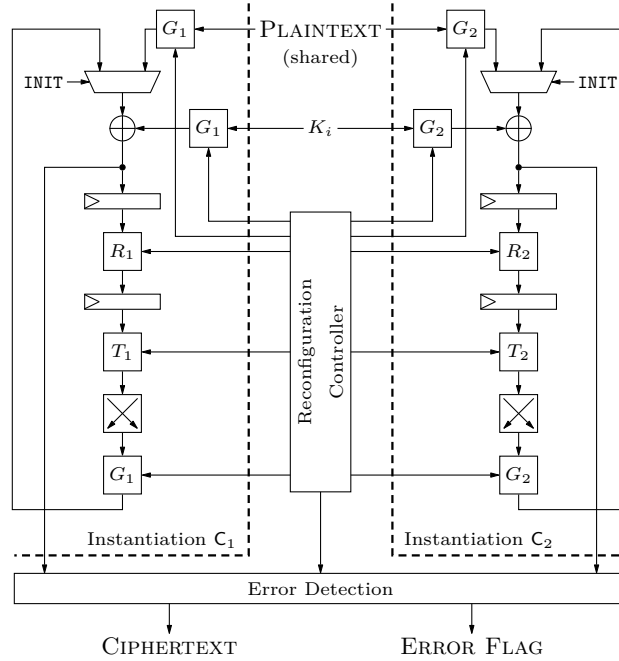 G₁
PLAINTEXT
G₂
(shared)
INIT
INIT
G₁
Kᵢ
G₂
R₁
R₂
Reconfiguration
Controller
T₁
T₂
G₁
G₂
Instantiation C₁
Instantiation C₂
Error Detection
CIPHERTEXT
ERROR FLAG